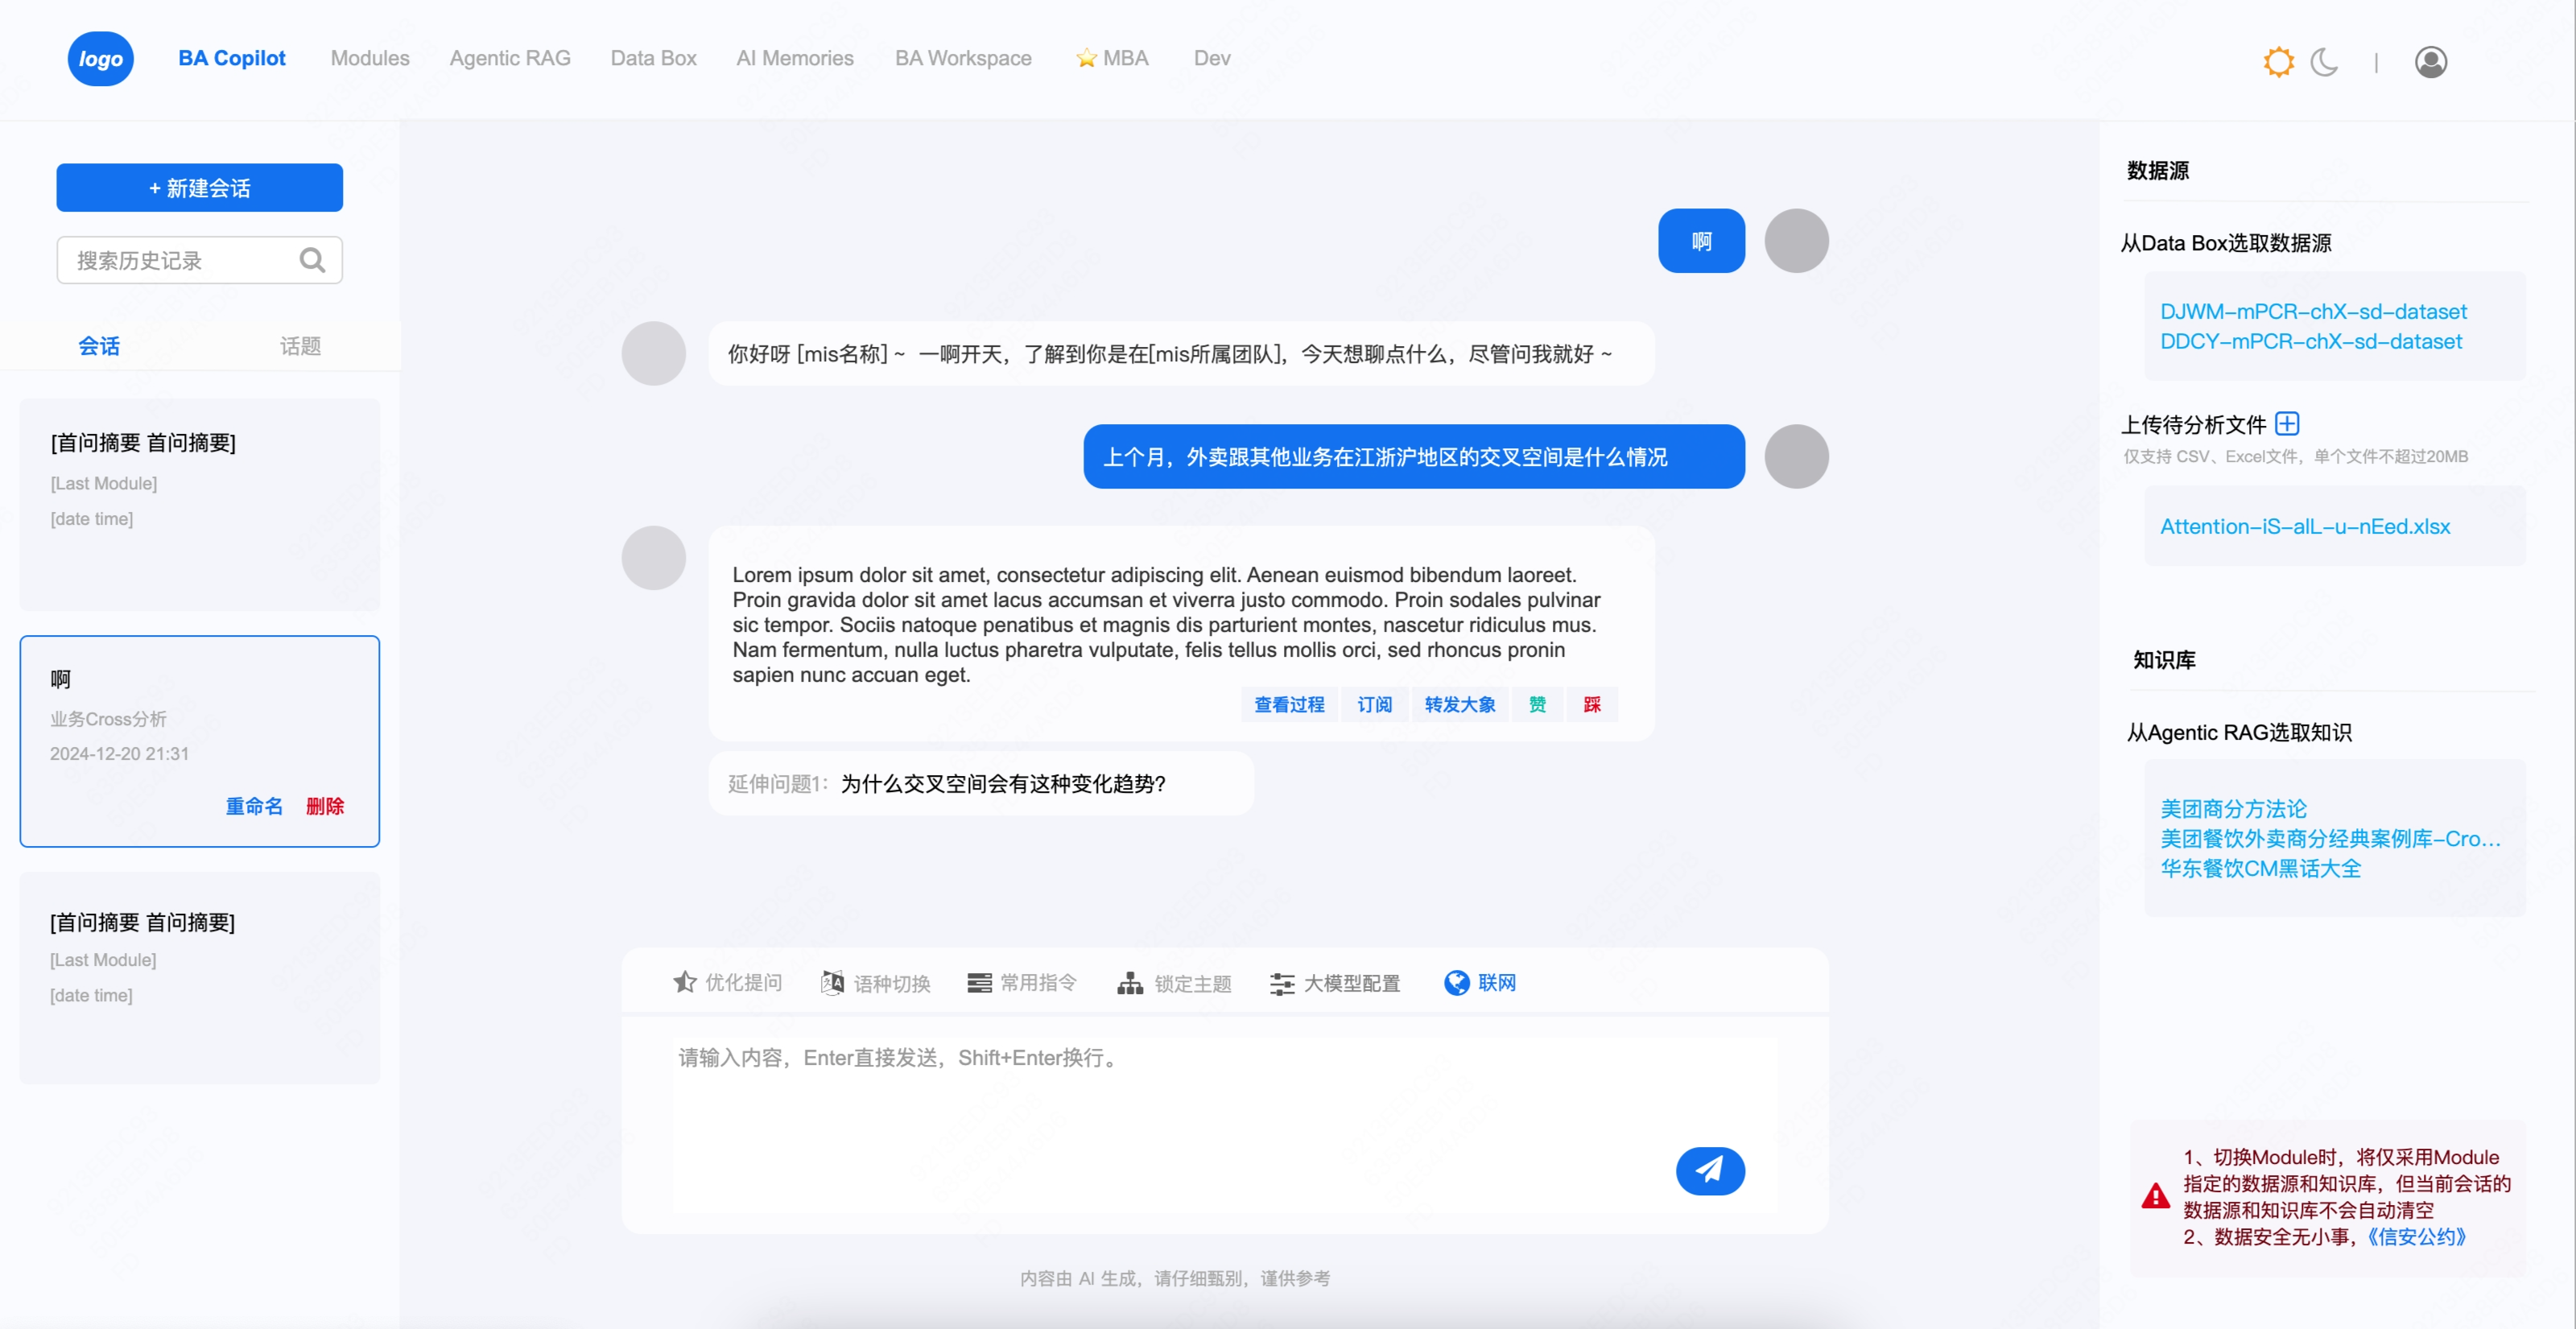 logo
BA Copilot
Modules
Agentic RAG
Data Box
AI Memories
BA Workspace
⭐ MBA
Dev
|
+ 新建会话
搜索历史记录
会话
话题
[首问摘要 首问摘要]
[Last Module]
[date time]
啊
业务Cross分析
2024-12-20 21:31
重命名 删除
[首问摘要 首问摘要]
[Last Module]
[date time]
啊
你好呀 [mis名称] ~ 一啊开天，了解到你是在[mis所属团队]，今天想聊点什么，尽管问我就好 ~
上个月，外卖跟其他业务在江浙沪地区的交叉空间是什么情况
Lorem ipsum dolor sit amet, consectetur adipiscing elit. Aenean euismod bibendum laoreet.
Proin gravida dolor sit amet lacus accumsan et viverra justo commodo. Proin sodales pulvinar
sic tempor. Sociis natoque penatibus et magnis dis parturient montes, nascetur ridiculus mus.
Nam fermentum, nulla luctus pharetra vulputate, felis tellus mollis orci, sed rhoncus pronin
sapien nunc accuan eget.
查看过程 订阅 转发大象 赞 踩
延伸问题1：为什么交叉空间会有这种变化趋势?
优化提问
语种切换
常用指令
锁定主题
大模型配置
联网
请输入内容，Enter直接发送，Shift+Enter换行。
内容由 AI 生成，请仔细甄别，谨供参考
数据源
从Data Box选取数据源
DJWM-mPCR-chX-sd-dataset
DDCY-mPCR-chX-sd-dataset
上传待分析文件
仅支持 CSV、Excel文件，单个文件不超过20MB
Attention-iS-alL-u-nEed.xlsx
知识库
从Agentic RAG选取知识
美团商分方法论
美团餐饮外卖商分经典案例库-Cro...
华东餐饮CM黑话大全
1、切换Module时，将仅采用Module
指定的数据源和知识库，但当前会话的
数据源和知识库不会自动清空
2、数据安全无小事，《信安公约》